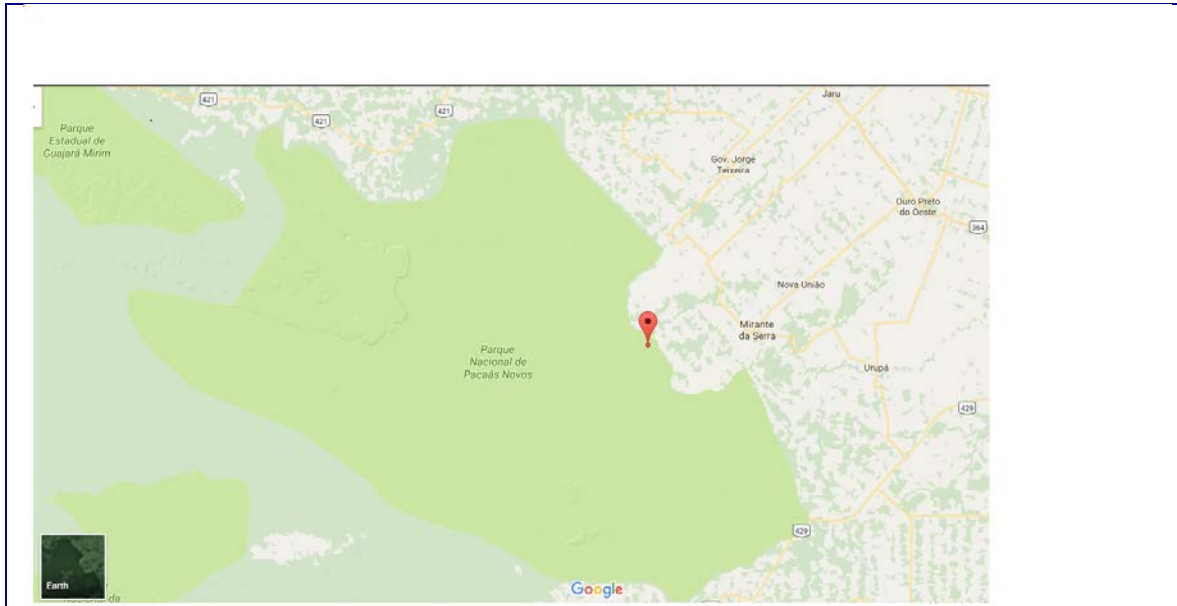 421
421
421
Jaru
Parque
Estadual de
Guajará-Mirim
Gov. Jorge
Teixeira
Ouro Preto
do Oeste
364
Nova União
Mirante
da Serra
Parque
Nacional de
Pacaás Novos
Urupá
429
429
Earth
Google
da